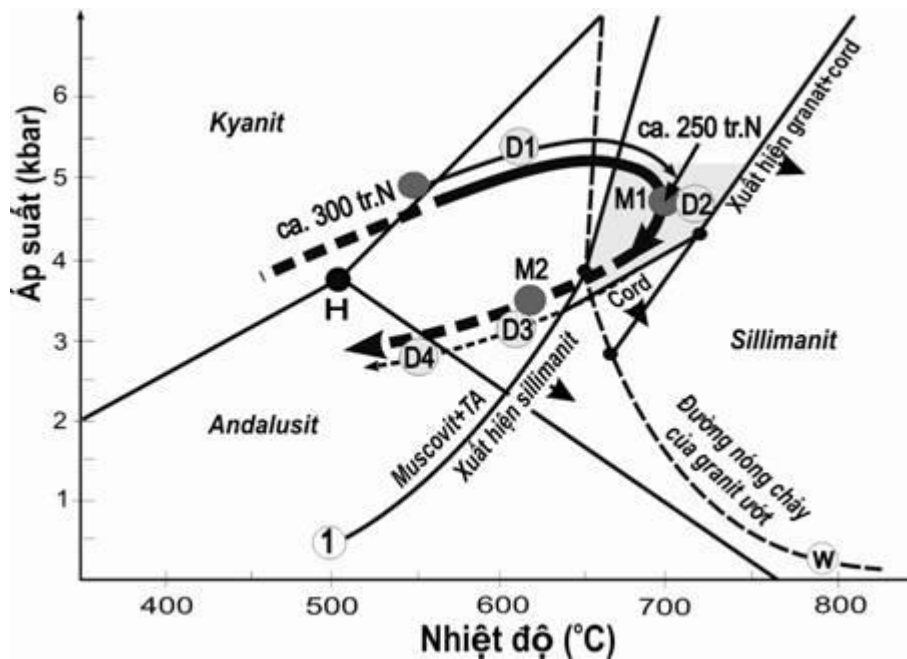 Áp suất (kbar)
6
5
4
3
2
1
Kyanit
ca. 300 tr.N
D1
ca. 250 tr.N
Xuất hiện granat+cord
M1
D2
H
M2
D3
D4
Cord
Sillimanit
Andalusit
Muscovit+TA
Xuất hiện sillimanit
Đường nóng chảy
của granit ướt
1
W
400
500
600
700
800
Nhiệt độ (°C)